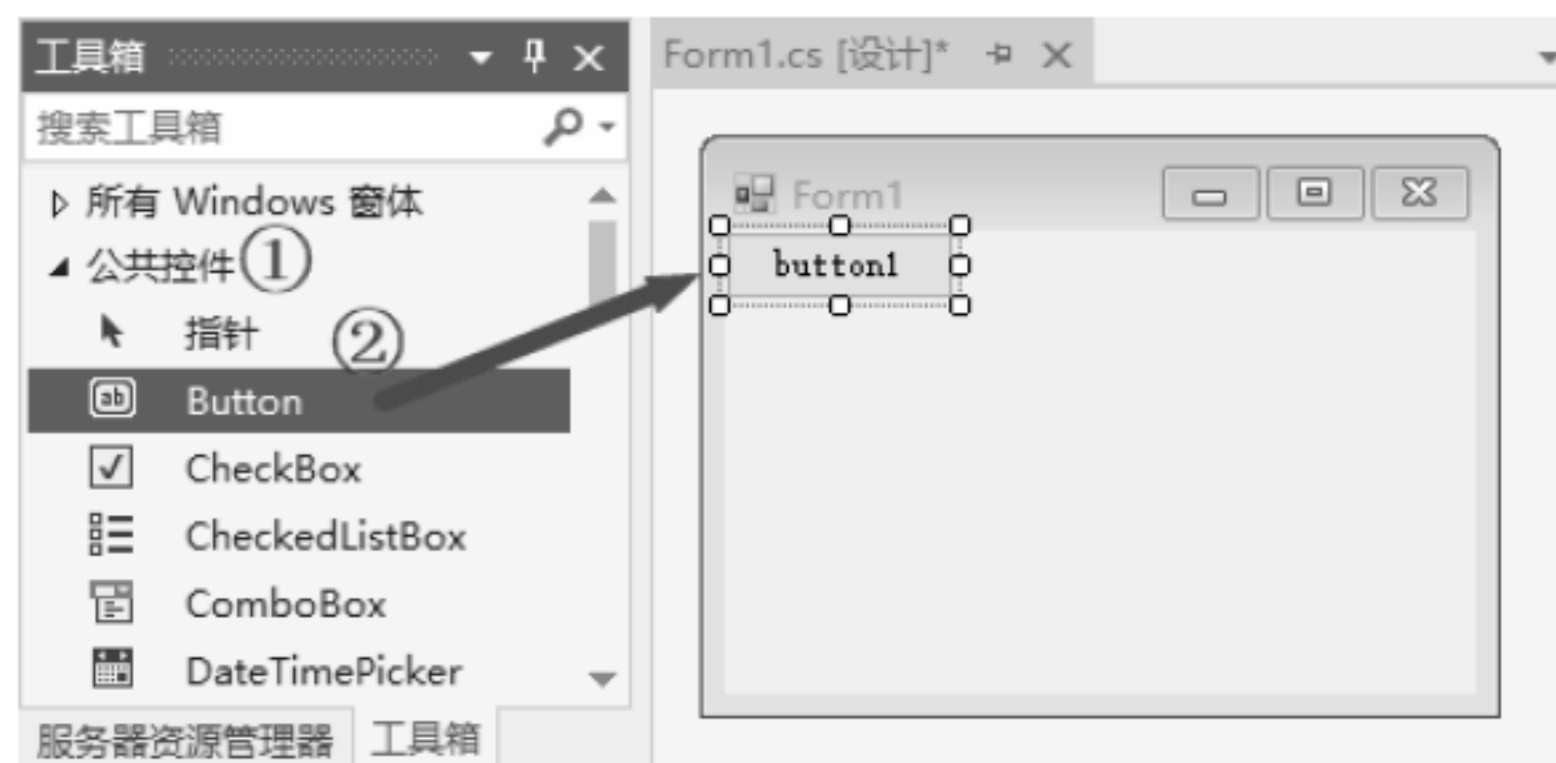 工具箱
搜索工具箱
所有 Windows 窗体
公共控件①
指针
②
Button
CheckBox
CheckedListBox
ComboBox
DateTimePicker
服务器资源管理器 工具箱
Form1.cs [设计]*
Form1
button1